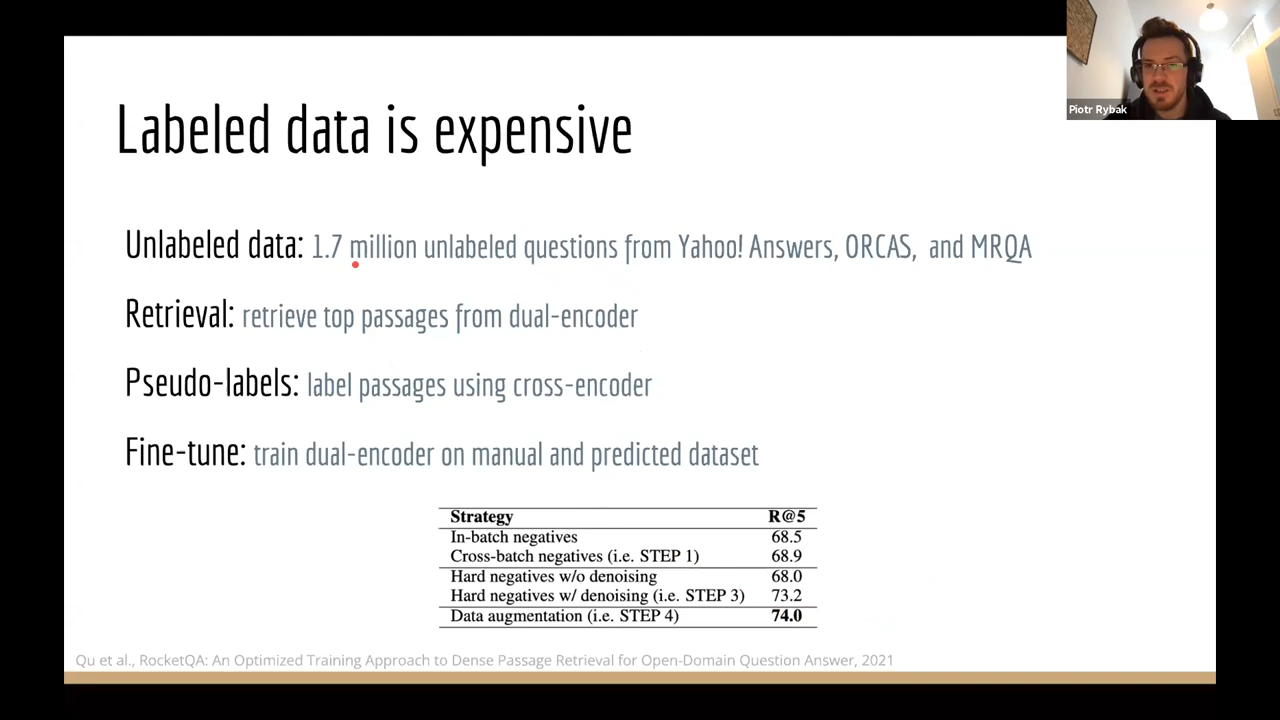 Piotr Rybak
Labeled data is expensive
Unlabeled data: 1.7 million unlabeled questions from Yahoo! Answers, ORCAS, and MRQA
Retrieval: retrieve top passages from dual-encoder
Pseudo-labels: label passages using cross-encoder
Fine-tune: train dual-encoder on manual and predicted dataset
Strategy R@5
In-batch negatives 68.5
Cross-batch negatives (i.e. STEP 1) 68.9
Hard negatives w/o denoising 68.0
Hard negatives w/ denoising (i.e. STEP 3) 73.2
Data augmentation (i.e. STEP 4) 74.0
Qu et al., RocketQA: An Optimized Training Approach to Dense Passage Retrieval for Open-Domain Question Answer, 2021